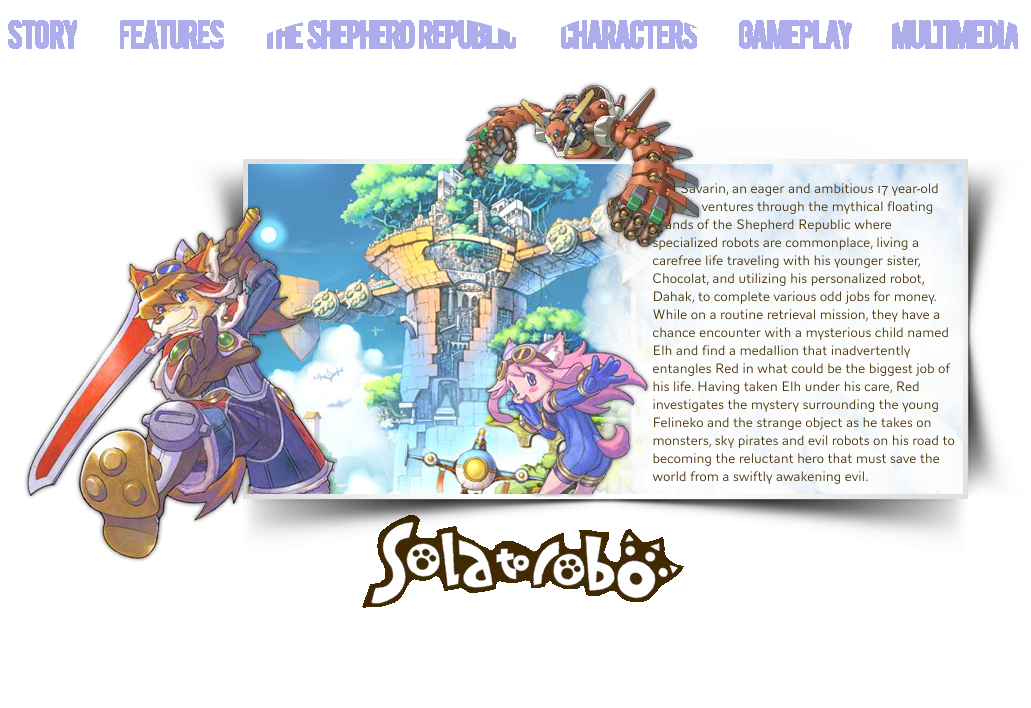 STORY
FEATURES
THE SHEPHERD REPUBLIC
CHARACTERS
GAMEPLAY
MULTIMEDIA
Savarin, an eager and ambitious 17 year-old
ventures through the mythical floating
ands of the Shepherd Republic where
specialized robots are commonplace, living a
carefree life traveling with his younger sister,
Chocolat, and utilizing his personalized robot,
Dahak, to complete various odd jobs for money.
While on a routine retrieval mission, they have a
chance encounter with a mysterious child named
Elh and find a medallion that inadvertently
entangles Red in what could be the biggest job of
his life. Having taken Elh under his care, Red
investigates the mystery surrounding the young
Felineko and the strange object as he takes on
monsters, sky pirates and evil robots on his road to
becoming the reluctant hero that must save the
world from a swiftly awakening evil.
Solatorobo